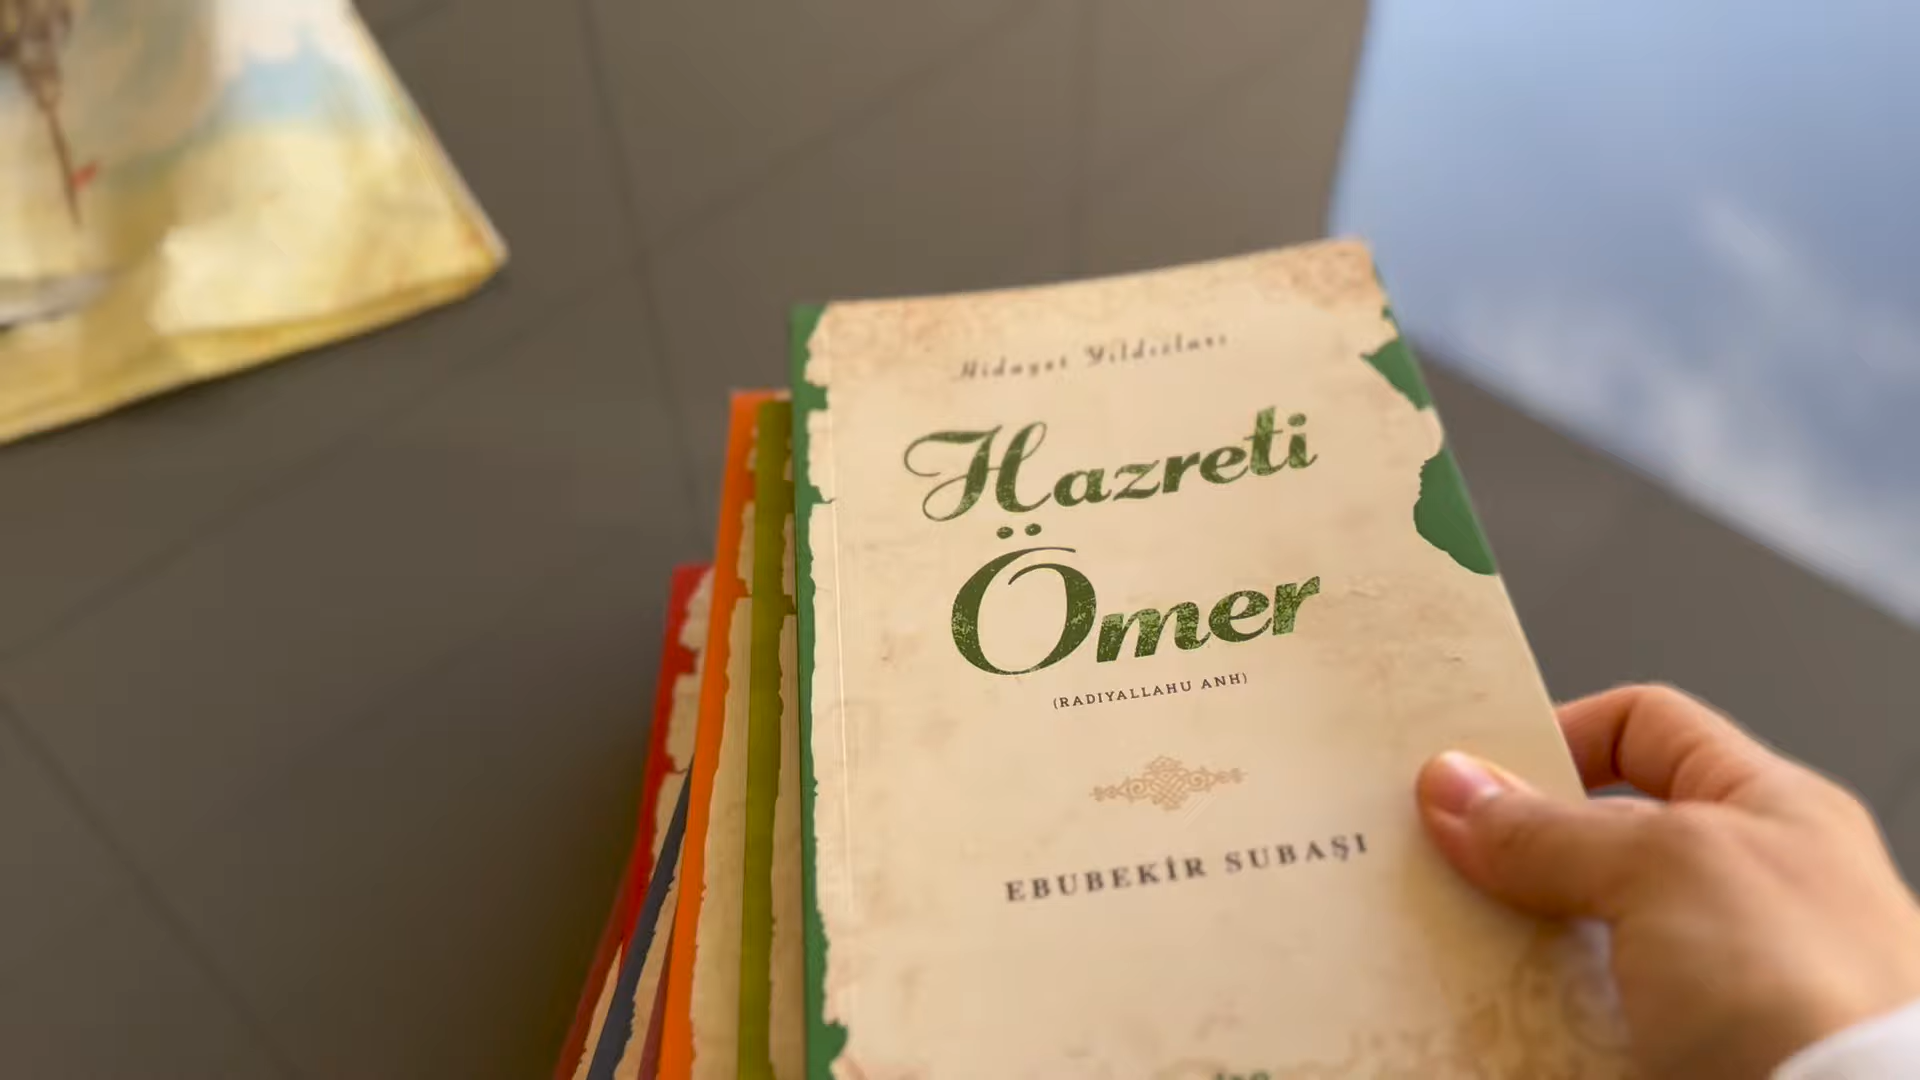 Hidayet Yıldızları
Hazreti
Ömer
(RADIYALLAHU ANH)
EBUBEKİR SUBAŞI